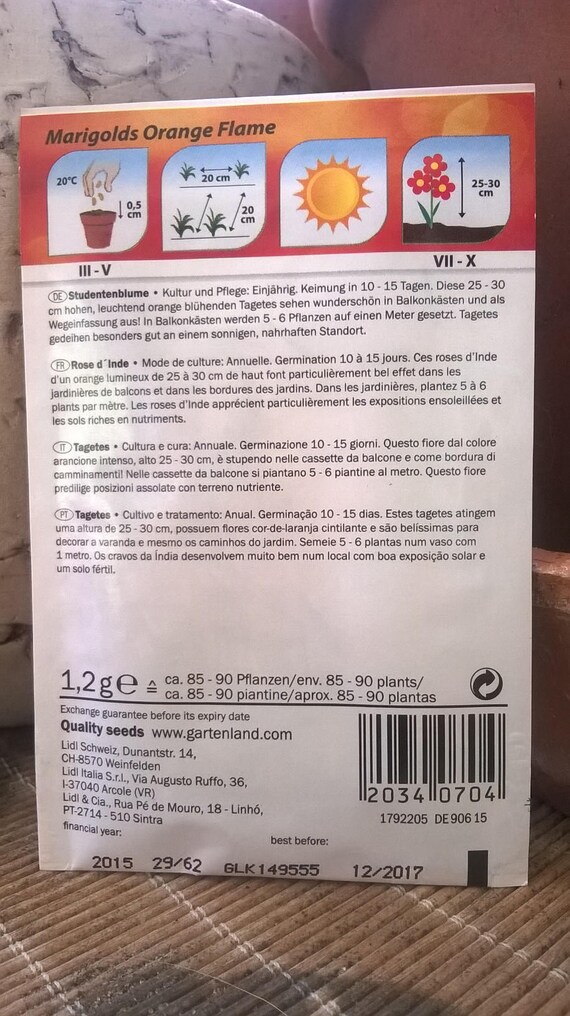 Marigolds Orange Flame
20°C
0,5
cm
20 cm
20
cm
25-30
cm
III - V
VII - X
DE Studentenblume • Kultur und Pflege: Einjährig. Keimung in 10 - 15 Tagen. Diese 25 - 30
cm hohen, leuchtend orange blühenden Tagetes sehen wunderschön in Balkonkästen und als
Wegeinfassung aus! In Balkonkästen werden 5 - 6 Pflanzen auf einen Meter gesetzt. Tagetes
gedeihen besonders gut an einem sonnigen, nahrhaften Standort.
FR Rose d´Inde • Mode de culture: Annuelle. Germination 10 à 15 jours. Ces roses d'Inde
d'un orange lumineux de 25 à 30 cm de haut font particulièrement bel effet dans les
jardinières de balcons et dans les bordures des jardins. Dans les jardinières, plantez 5 à 6
plants par mètre. Les roses d'Inde apprécient particulièrement les expositions ensoleillées et
les sols riches en nutriments.
IT Tagetes • Cultura e cura: Annuale. Germinazione 10 - 15 giorni. Questo fiore dal colore
arancione intenso, alto 25 - 30 cm, è stupendo nelle cassette da balcone e come bordura di
camminamenti! Nelle cassette da balcone si piantano 5 - 6 piantine al metro. Questo fiore
predilige posizioni assolate con terreno nutriente.
PT Tagetes • Cultivo e tratamento: Anual. Germinação 10 - 15 dias. Estes tagetes atingem
uma altura de 25 - 30 cm, possuem flores cor-de-laranja cintilante e são belíssimas para
decorar a varanda e mesmo os caminhos do jardim. Semeie 5 - 6 plantas num vaso com
1 metro. Os cravos da Índia desenvolvem muito bem num local com boa exposição solar e
um solo fértil.
1,2g℮ ≙ ca. 85 - 90 Pflanzen/env. 85 - 90 plants/
ca. 85 - 90 piantine/aprox. 85 - 90 plantas
Exchange guarantee before its expiry date
Quality seeds www.gartenland.com
Lidl Schweiz, Dunantstr. 14,
CH-8570 Weinfelden
Lidl Italia S.r.l., Via Augusto Ruffo, 36,
I-37040 Arcole (VR)
Lidl & Cia., Rua Pé de Mouro, 18 - Linhó,
PT-2714 - 510 Sintra
2034 0704
1792205 DE 906 15
financial year:
best before:
2015 29/62 GLK149555 12/2017